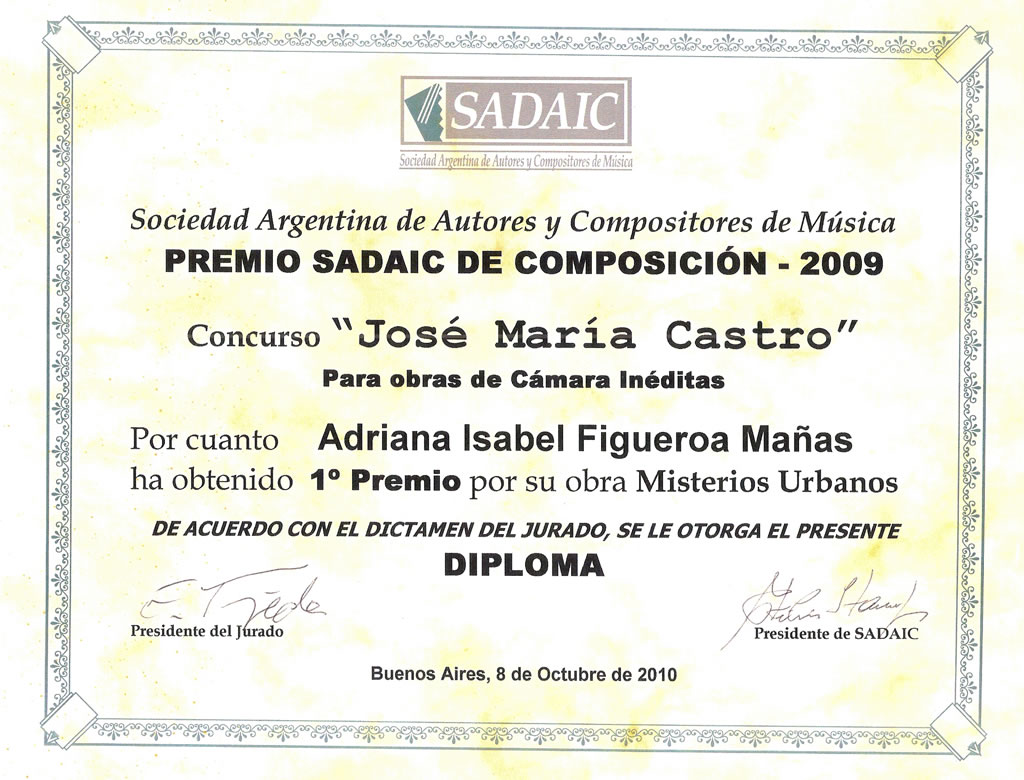 SADAIC
Sociedad Argentina de Autores y Compositores de Música
Sociedad Argentina de Autores y Compositores de Música
PREMIO SADAIC DE COMPOSICIÓN - 2009
Concurso “José María Castro”
Para obras de Cámara Inéditas
Por cuanto Adriana Isabel Figueroa Mañas
ha obtenido 1º Premio por su obra Misterios Urbanos
DE ACUERDO CON EL DICTAMEN DEL JURADO, SE LE OTORGA EL PRESENTE
DIPLOMA
Presidente del Jurado
Presidente de SADAIC
Buenos Aires, 8 de Octubre de 2010